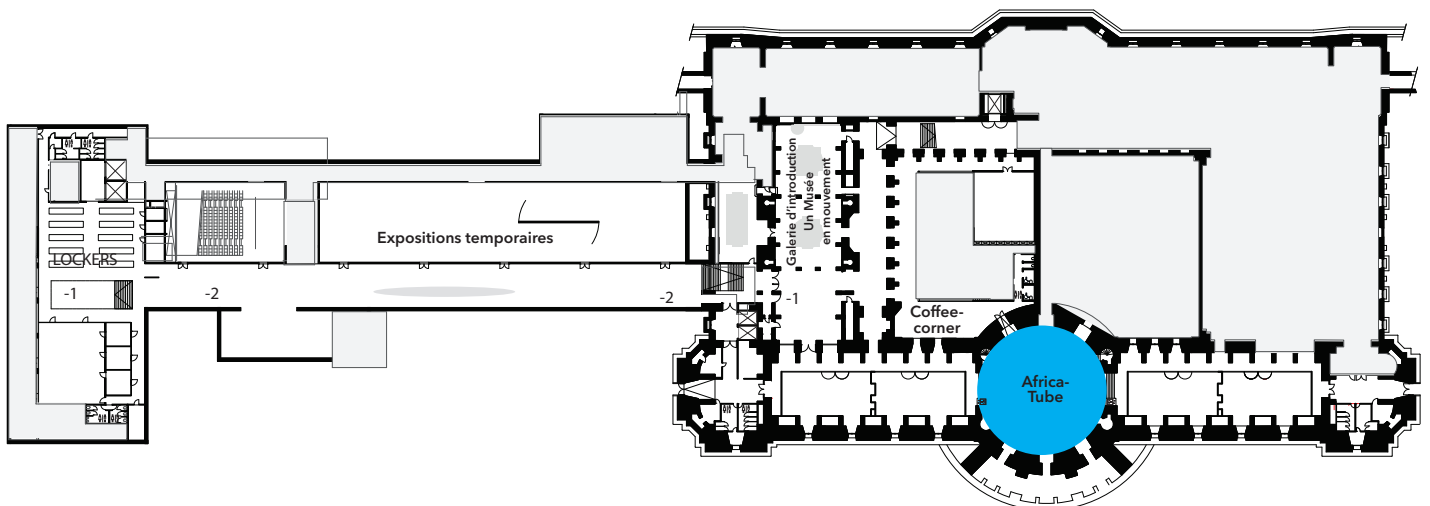 LOCKERS
-1
-2
Expositions temporaires
-2
Galerie d'introduction
Un Musée
en mouvement
-1
Coffee-
corner
Africa-
Tube